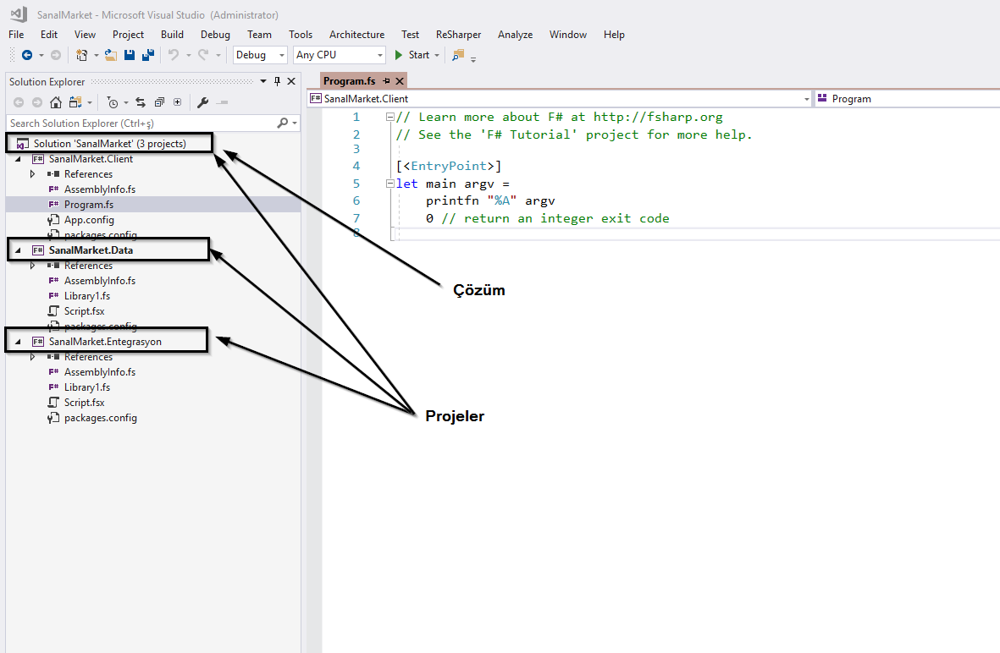 SanalMarket - Microsoft Visual Studio (Administrator)
File Edit View Project Build Debug Team Tools Architecture Test ReSharper Analyze Window Help
Debug Any CPU Start
Solution Explorer
Search Solution Explorer (Ctrl+ş)
Solution 'SanalMarket' (3 projects)
SanalMarket.Client
References
F# AssemblyInfo.fs
F# Program.fs
App.config
packages.config
SanalMarket.Data
References
F# AssemblyInfo.fs
F# Library1.fs
Script.fsx
packages.config
SanalMarket.Entegrasyon
References
F# AssemblyInfo.fs
F# Library1.fs
Script.fsx
packages.config
Program.fs
F# SanalMarket.Client Program
1 // Learn more about F# at http://fsharp.org
2 // See the 'F# Tutorial' project for more help.
3
4 [<EntryPoint>]
5 let main argv =
6 printfn "%A" argv
7 0 // return an integer exit code
8
Çözüm
Projeler